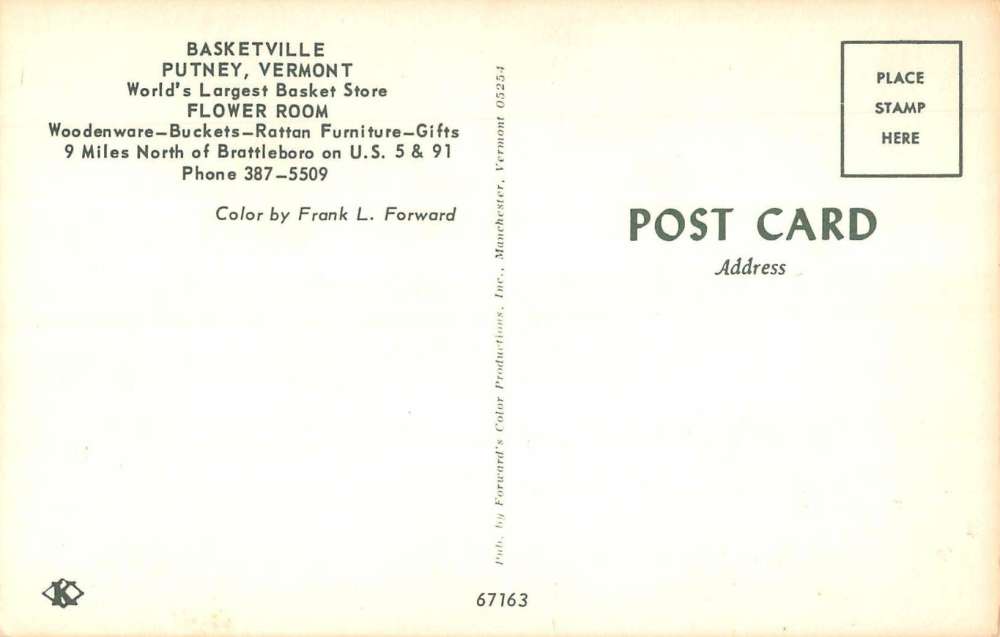 BASKETVILLE
PUTNEY, VERMONT
World's Largest Basket Store
FLOWER ROOM
Woodenware—Buckets—Rattan Furniture—Gifts
9 Miles North of Brattleboro on U.S. 5 & 91
Phone 387-5509
Color by Frank L. Forward
Pub. by Forward's Color Productions, Inc., Manchester, Vermont 05254
PLACE
STAMP
HERE
POST CARD
Address
K
67163